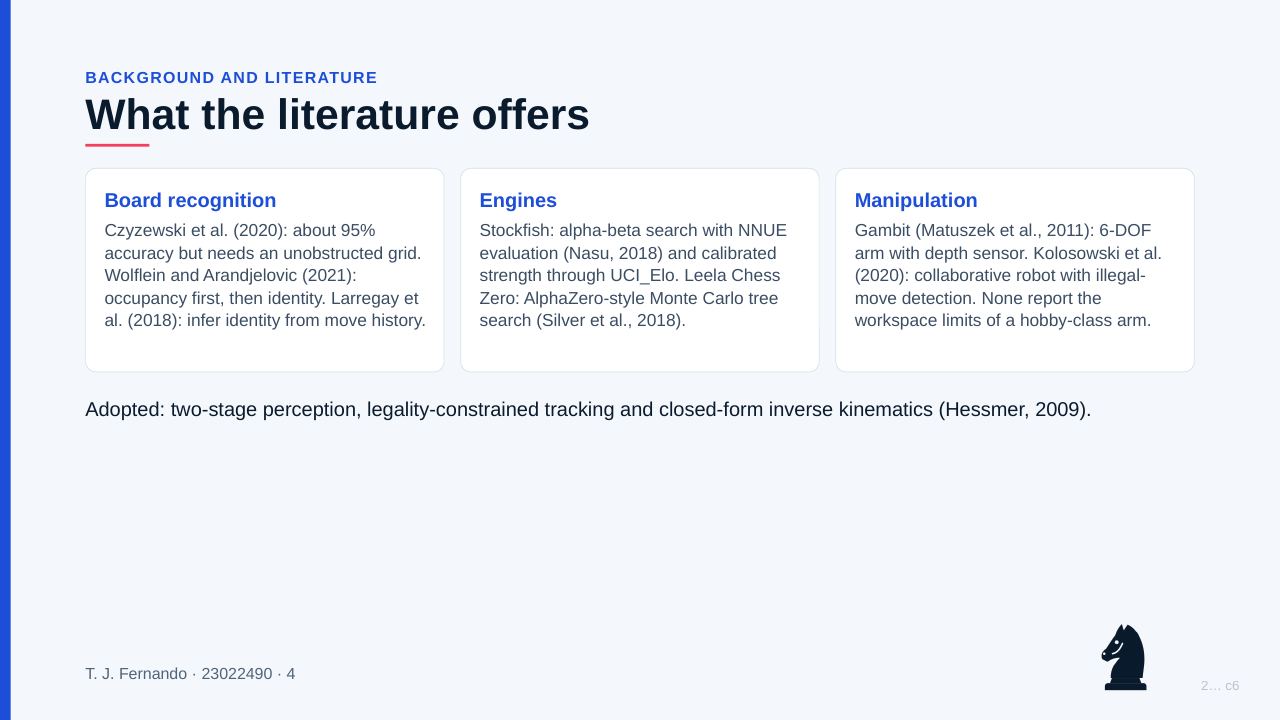 BACKGROUND AND LITERATURE
What the literature offers
Board recognition
Czyzewski et al. (2020): about 95%
accuracy but needs an unobstructed grid.
Wolflein and Arandjelovic (2021):
occupancy first, then identity. Larregay et
al. (2018): infer identity from move history.
Engines
Stockfish: alpha-beta search with NNUE
evaluation (Nasu, 2018) and calibrated
strength through UCI_Elo. Leela Chess
Zero: AlphaZero-style Monte Carlo tree
search (Silver et al., 2018).
Manipulation
Gambit (Matuszek et al., 2011): 6-DOF
arm with depth sensor. Kolosowski et al.
(2020): collaborative robot with illegal-
move detection. None report the
workspace limits of a hobby-class arm.
Adopted: two-stage perception, legality-constrained tracking and closed-form inverse kinematics (Hessmer, 2009).
T. J. Fernando · 23022490 · 4
2… c6